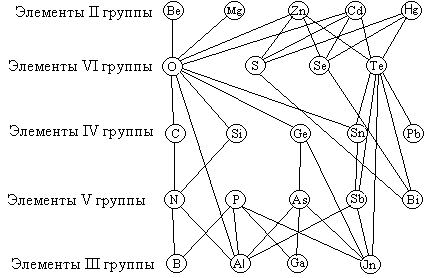 Элементы II группы Be Mg Zn Cd Hg
Элементы VI группы O S Se Te
Элементы IV группы C Si Ge Sn Pb
Элементы V группы N P As Sb Bi
Элементы III группы B Al Ga Jn